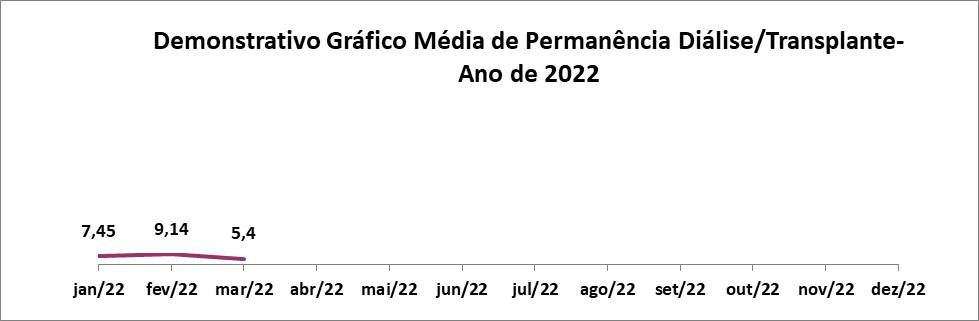 Demonstrativo Gráfico Média de Permanência Diálise/Transplante-
Ano de 2022
7,45 9,14 5,4
jan/22 fev/22 mar/22 abr/22 mai/22 jun/22 jul/22 ago/22 set/22 out/22 nov/22 dez/22